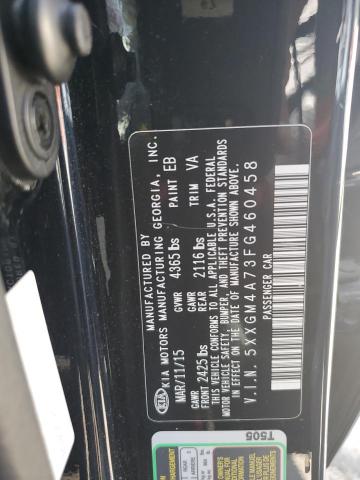 MANUFACTURED BY
KIA KIA MOTORS MANUFACTURING GEORGIA, INC.
MAR/11/15 GVWR 4365 lbs PAINT EB
GAWR FRONT 2425 lbs GAWR REAR 2116 lbs TRIM VA
THIS VEHICLE CONFORMS TO ALL APPLICABLE U.S.A. FEDERAL
MOTOR VEHICLE SAFETY, BUMPER, AND THEFT PREVENTION STANDARDS
IN EFFECT ON THE DATE OF MANUFACTURE SHOWN ABOVE.
V.I.N. 5XXGM4A73FG460458
PASSENGER CAR
T505